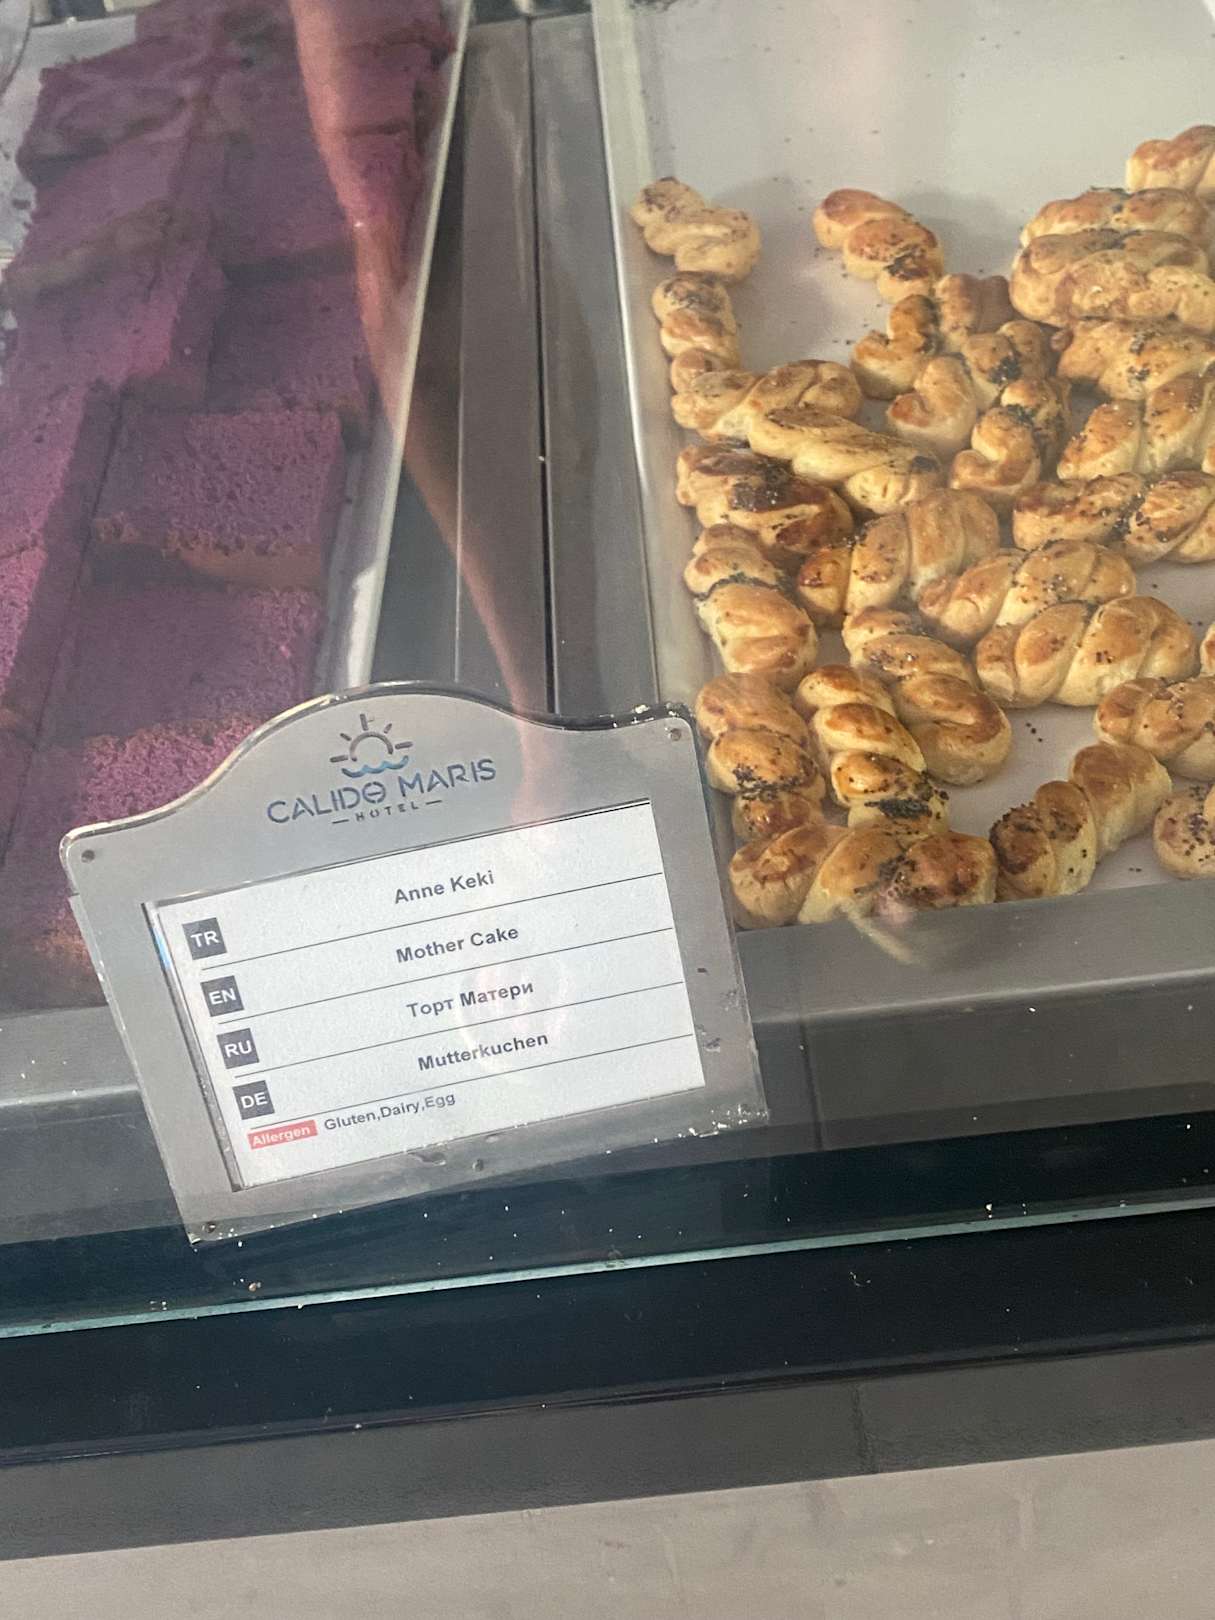 CALIDO MARIS
HOTEL
TR Anne Keki
EN Mother Cake
RU Торт Матери
DE Mutterkuchen
Allergen Gluten,Dairy,Egg